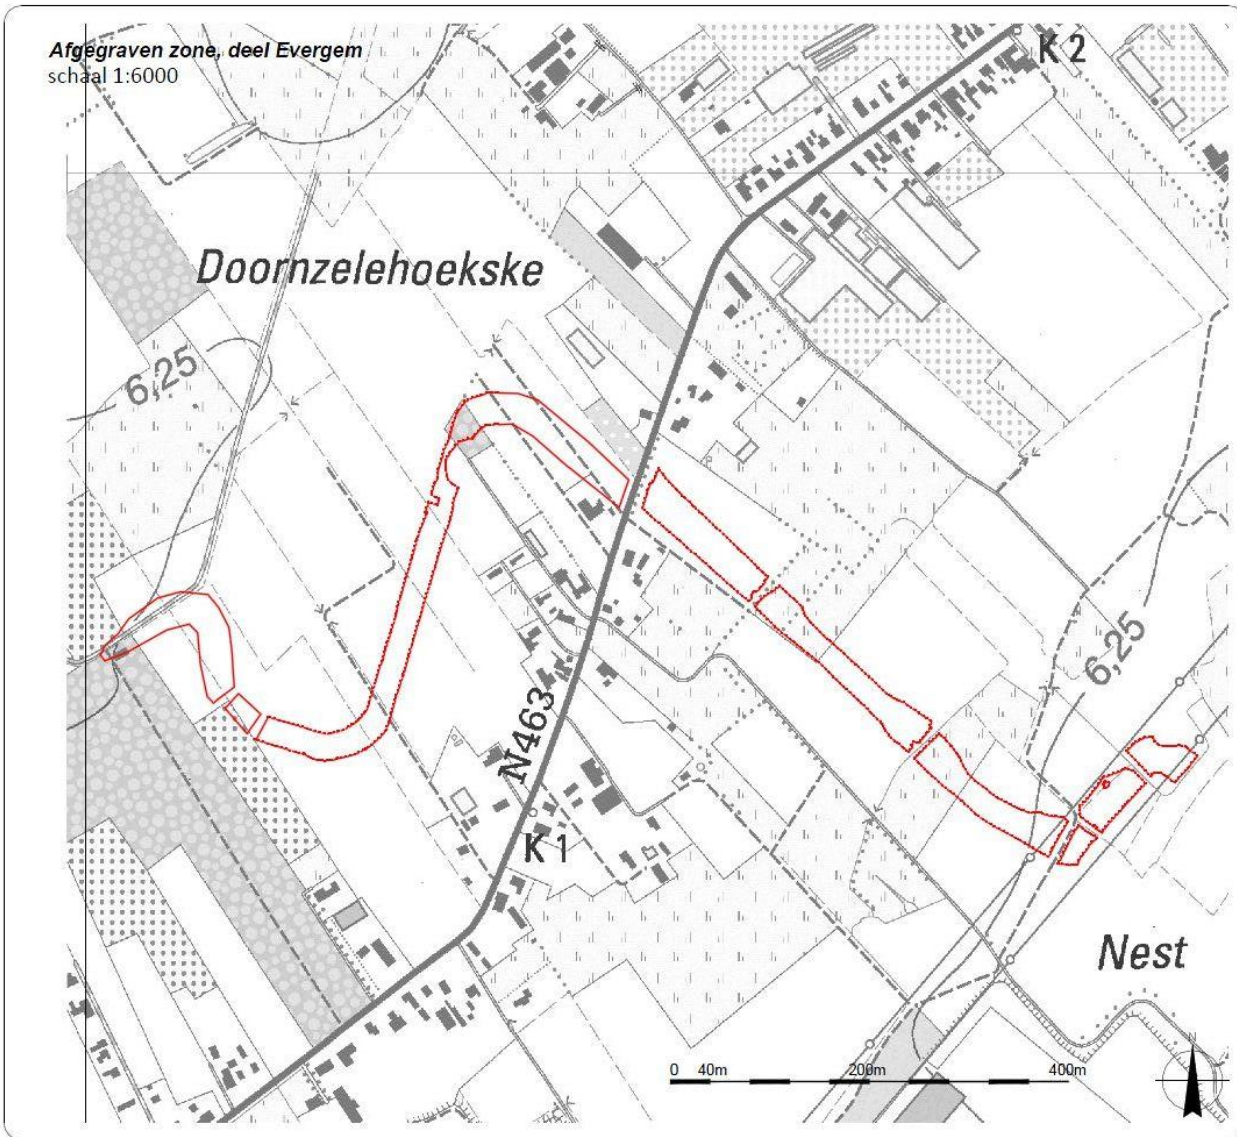 Afgegraven zone, deel Evergem
schaal 1:6000
K 2
Doornzelehoekske
6,25
6,25
N463
K 1
Nest
0 40m 200m 400m
N